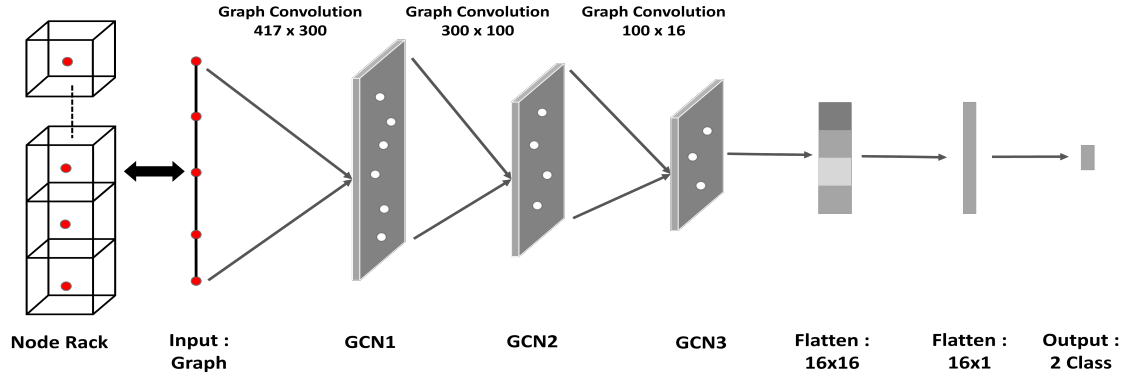 Graph Convolution
417 x 300
Graph Convolution
300 x 100
Graph Convolution
100 x 16
Node Rack
Input :
Graph
GCN1
GCN2
GCN3
Flatten :
16x16
Flatten :
16x1
Output :
2 Class